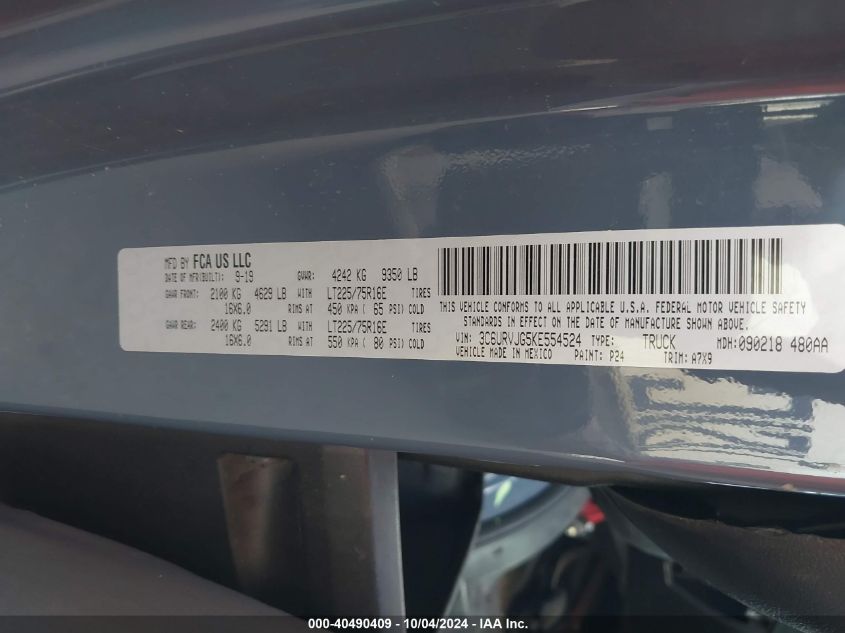 MFD BY FCA US LLC
DATE OF MFR(BUILT): 9-19 GVWR: 4242 KG 9350 LB
GAWR FRONT: 2100 KG 4629 LB WITH LT225/75R16E TIRES
16X6.0 RIMS AT 450 KPA ( 65 PSI) COLD
GAWR REAR: 2400 KG 5291 LB WITH LT225/75R16E TIRES
16X6.0 RIMS AT 550 KPA ( 80 PSI) COLD
THIS VEHICLE CONFORMS TO ALL APPLICABLE U.S.A. FEDERAL MOTOR VEHICLE SAFETY
STANDARDS IN EFFECT ON THE DATE OF MANUFACTURE SHOWN ABOVE.
VIN: 3C6URVJG5KE554524 TYPE: TRUCK MDH:090218 480AA
VEHICLE MADE IN MEXICO PAINT: P24 TRIM: A7X9
000-40490409 - 10/04/2024 - IAA Inc.